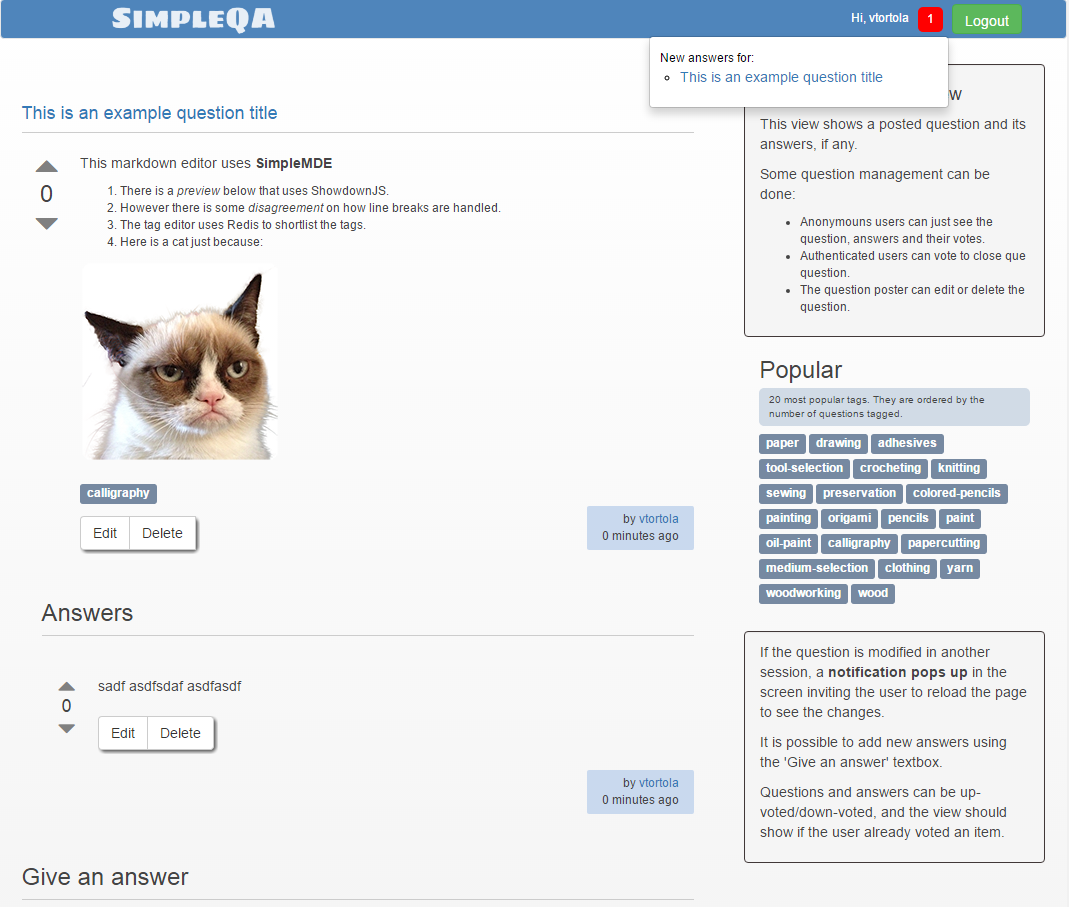 SimpleQA
Hi, vtortola 1 Logout
New answers for:
This is an example question title
This is an example question title
0
This markdown editor uses SimpleMDE
1. There is a preview below that uses ShowdownJS.
2. However there is some disagreement on how line breaks are handled.
3. The tag editor uses Redis to shortlist the tags.
4. Here is a cat just because:
calligraphy
Edit Delete
by vtortola
0 minutes ago
Answers
0
sadf asdfsdaf asdfasdf
Edit Delete
by vtortola
0 minutes ago
Give an answer
This view shows a posted question and its
answers, if any.
Some question management can be
done:
Anonymouns users can just see the
question, answers and their votes.
Authenticated users can vote to close que
question.
The question poster can edit or delete the
question.
Popular
20 most popular tags. They are ordered by the
number of questions tagged.
paper drawing adhesives
tool-selection crocheting knitting
sewing preservation colored-pencils
painting origami pencils paint
oil-paint calligraphy papercutting
medium-selection clothing yarn
woodworking wood
If the question is modified in another
session, a notification pops up in the
screen inviting the user to reload the page
to see the changes.
It is possible to add new answers using
the 'Give an answer' textbox.
Questions and answers can be up-
voted/down-voted, and the view should
show if the user already voted an item.